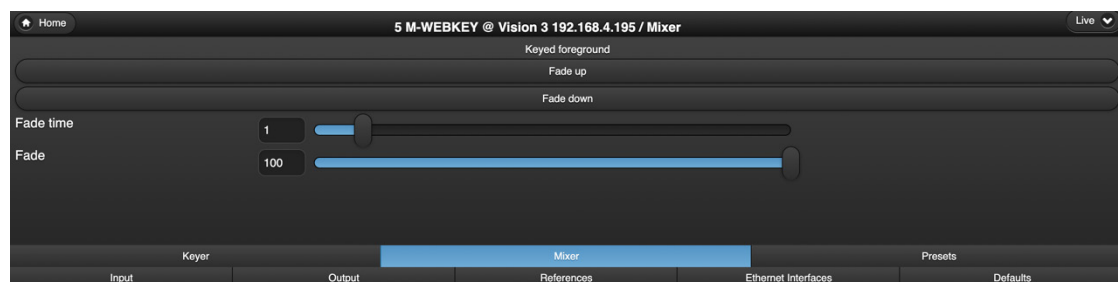 Home
5 M-WEBKEY @ Vision 3 192.168.4.195 / Mixer
Live
Keyed foreground
Fade up
Fade down
Fade time
1
Fade
100
Keyer Mixer Presets
Input Output References Ethernet Interfaces Defaults